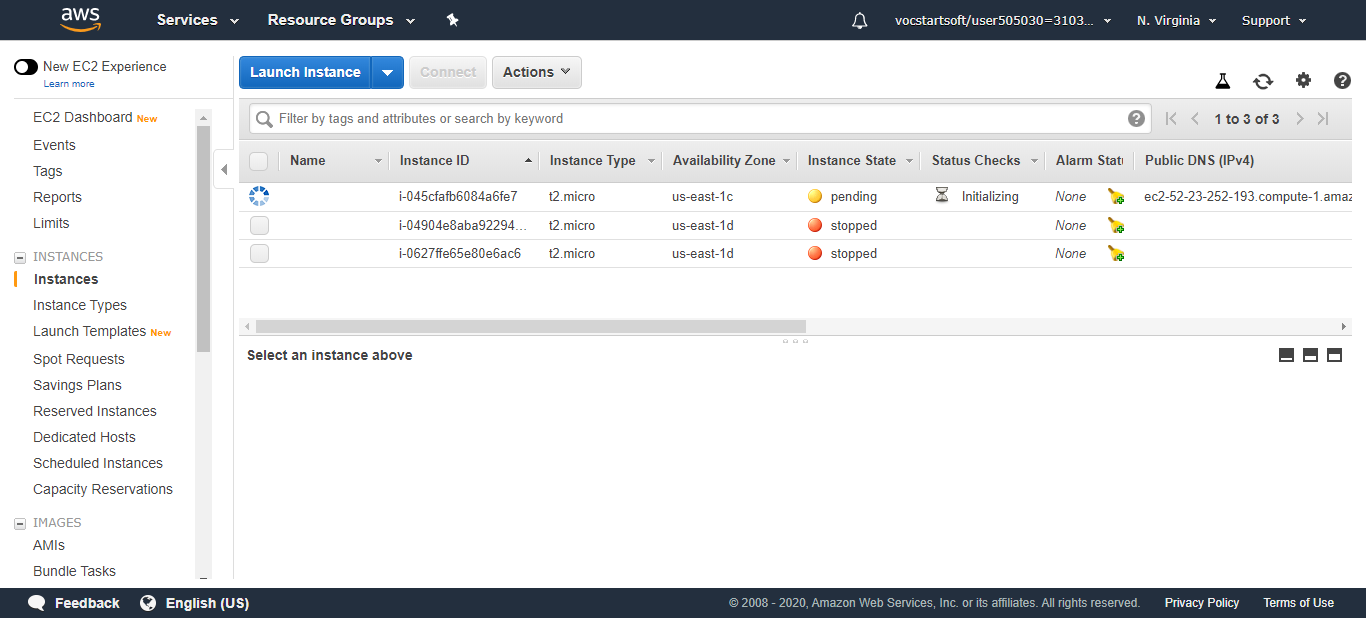 aws Services Resource Groups vocstartsoft/user505030=3103... N. Virginia Support
New EC2 Experience
Learn more
EC2 Dashboard New
Events
Tags
Reports
Limits
INSTANCES
Instances
Instance Types
Launch Templates New
Spot Requests
Savings Plans
Reserved Instances
Dedicated Hosts
Scheduled Instances
Capacity Reservations
IMAGES
AMIs
Bundle Tasks
Launch Instance Connect Actions
Filter by tags and attributes or search by keyword 1 to 3 of 3
Name Instance ID Instance Type Availability Zone Instance State Status Checks Alarm Statu Public DNS (IPv4)
i-045cfafb6084a6fe7 t2.micro us-east-1c pending Initializing None ec2-52-23-252-193.compute-1.amaz
i-04904e8aba92294... t2.micro us-east-1d stopped None
i-0627ffe65e80e6ac6 t2.micro us-east-1d stopped None
Select an instance above
Feedback English (US) © 2008 - 2020, Amazon Web Services, Inc. or its affiliates. All rights reserved. Privacy Policy Terms of Use